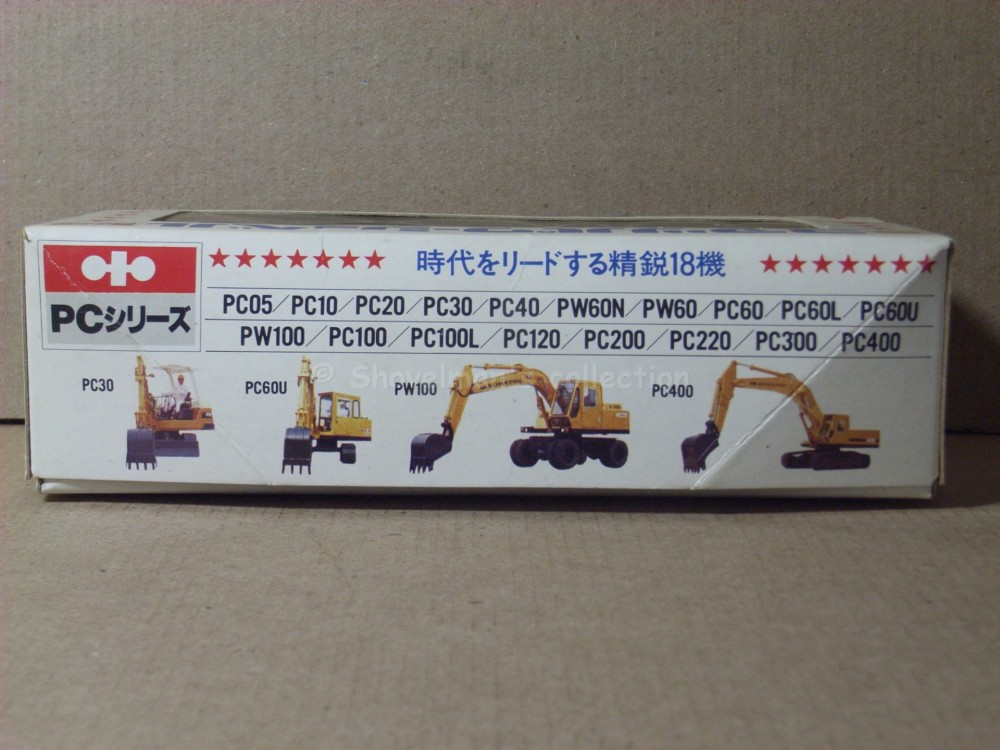 ★★★★★★★ 時代をリードする精鋭18機 ★★★★★★★
PCシリーズ
PC05/PC10/PC20/PC30/PC40/PW60N/PW60/PC60/PC60L/PC60U
PW100/PC100/PC100L/PC120/PC200/PC220/PC300/PC400
PC30 PC60U PW100 PC400